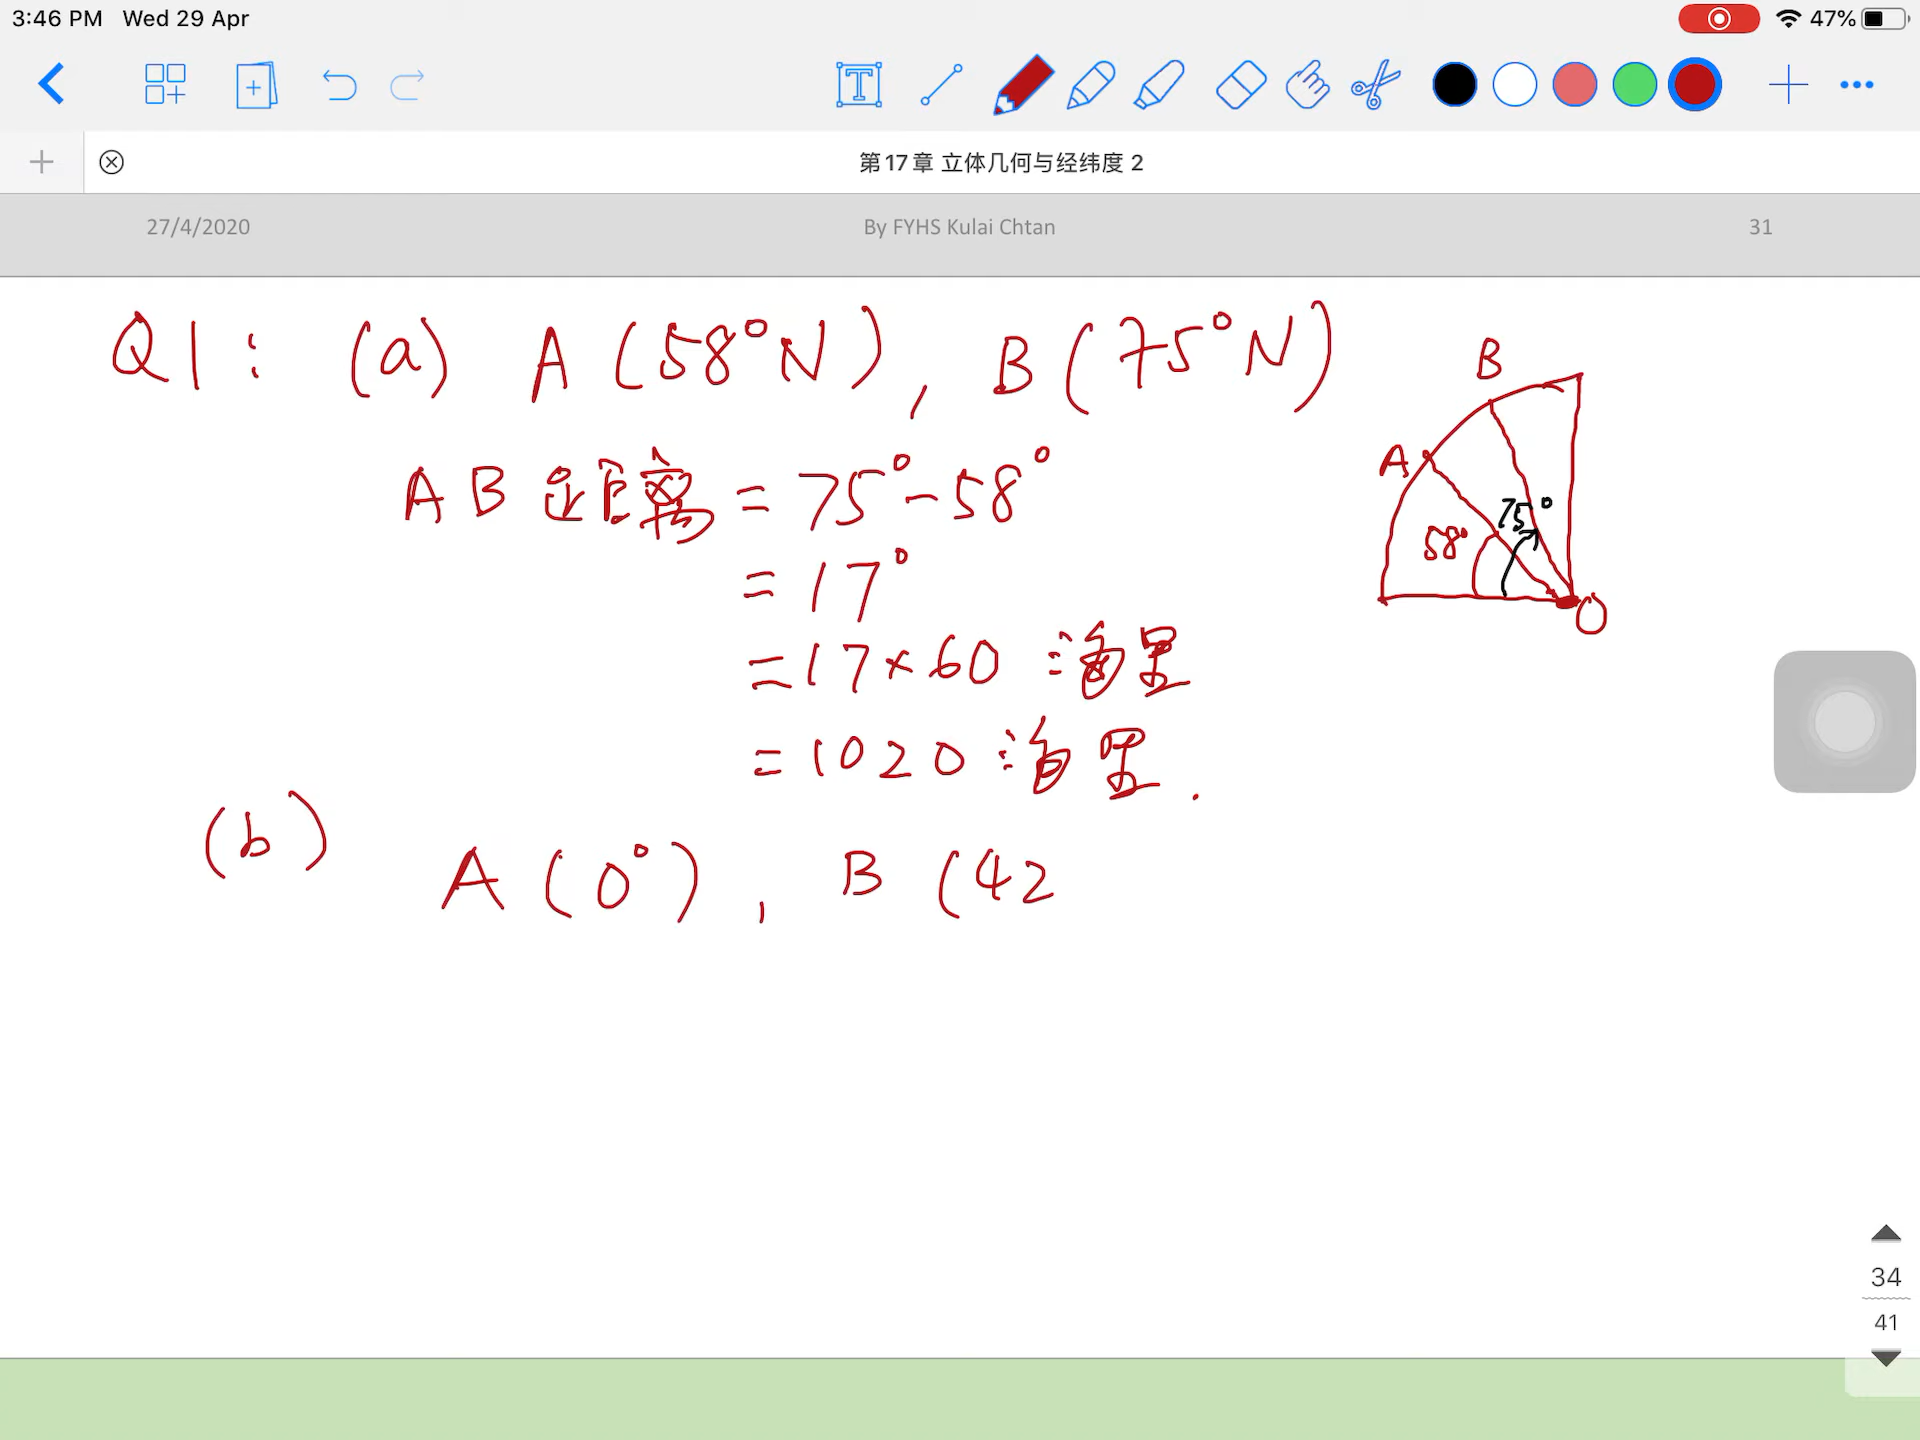 3:46 PM Wed 29 Apr
47%
T
第17章 立体几何与经纬度 2
27/4/2020 By FYHS Kulai Chtan 31
Q1: (a) A (58°N), B (75°N)
AB 距离 = 75° - 58°
= 17°
= 17 × 60 海里
= 1020 海里.
B
A
75°
58°
O
(b) A (0°), B (42
34
41